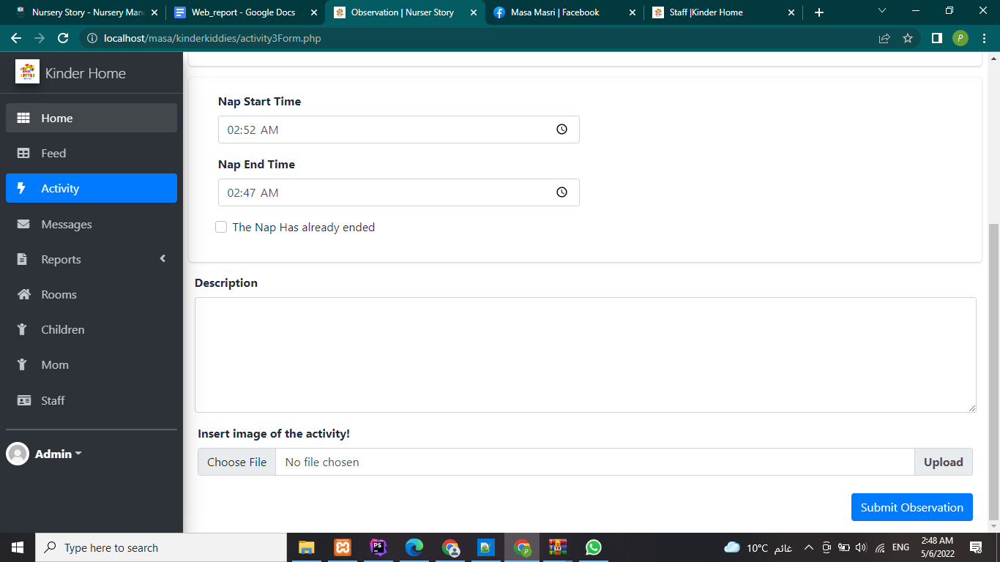 Nursery Story - Nursery Man
Web_report - Google Docs
Observation | Nurser Story
Masa Masri | Facebook
Staff |Kinder Home
localhost/masa/kinderkiddies/activity3Form.php
P
Kinder Home
Home
Feed
Activity
Messages
Reports
Rooms
Children
Mom
Staff
Admin
Nap Start Time
02:52 AM
Nap End Time
02:47 AM
The Nap Has already ended
Description
Insert image of the activity!
Choose File
No file chosen
Upload
Submit Observation
Type here to search
10°C غائم
ENG
2:48 AM
5/6/2022